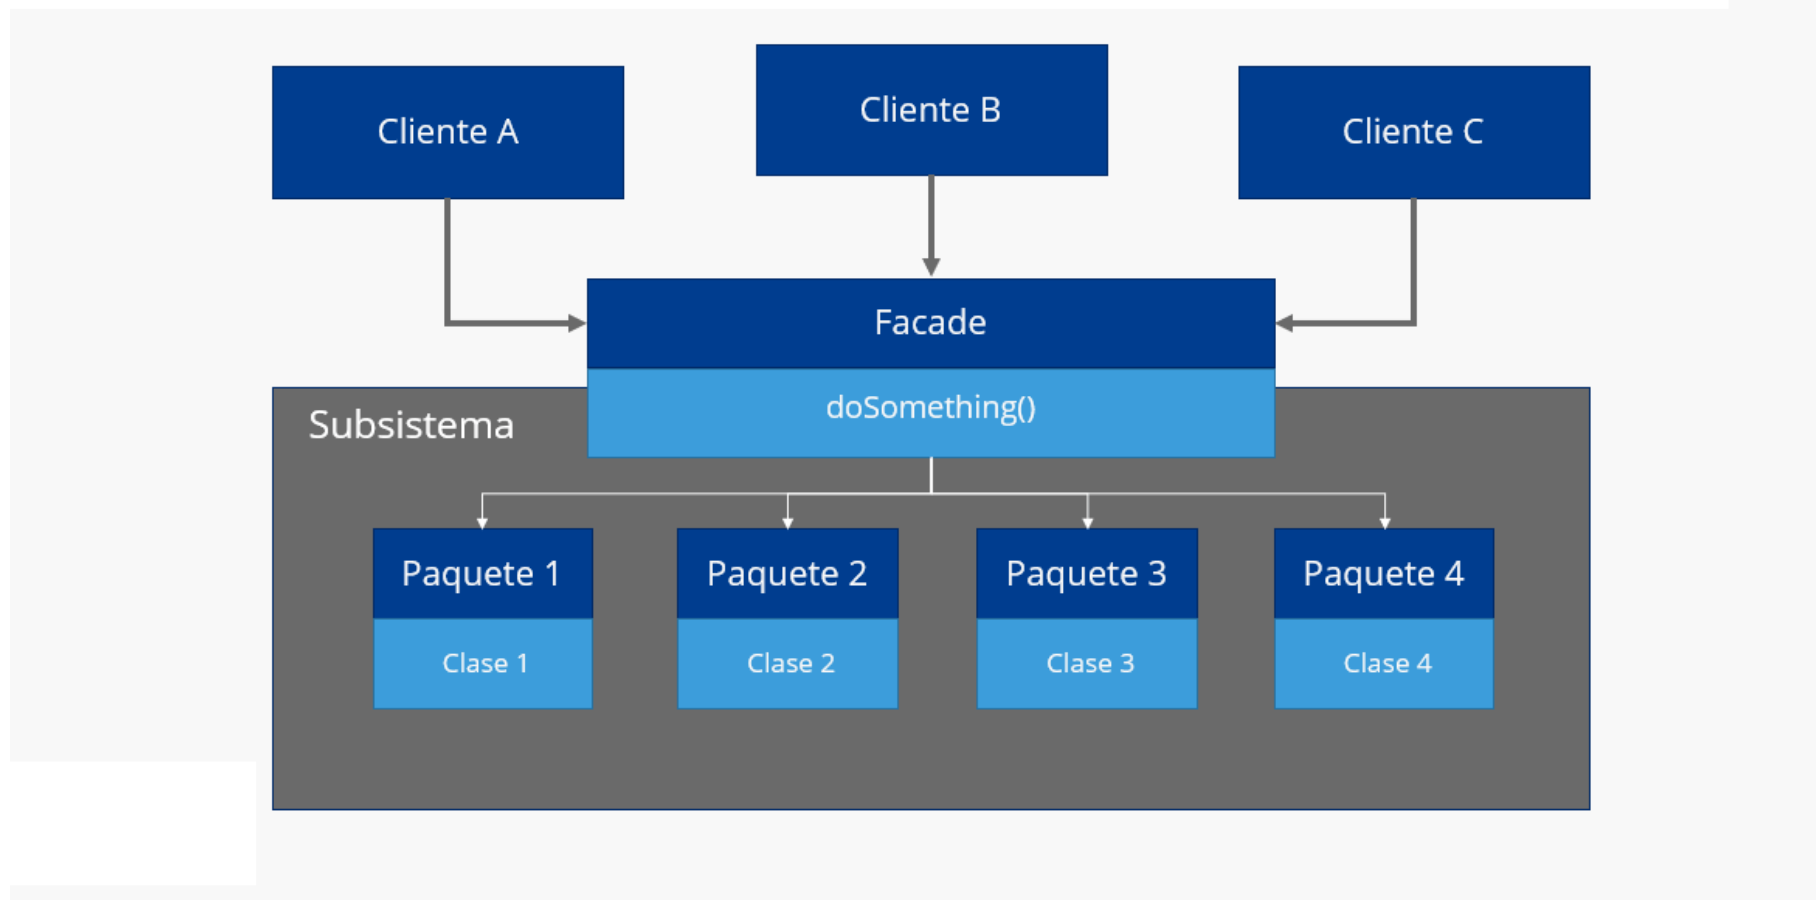 Cliente A
Cliente B
Cliente C
Facade
doSomething()
Subsistema
Paquete 1
Paquete 2
Paquete 3
Paquete 4
Clase 1
Clase 2
Clase 3
Clase 4